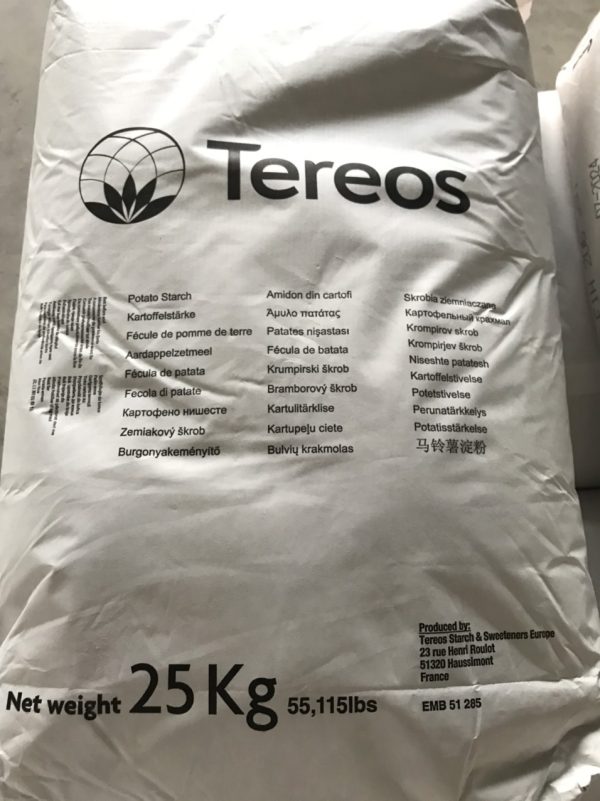 Tereos
Potato Starch
Kartoffelstärke
Fécule de pomme de terre
Aardappelzetmeel
Fécula de patata
Fecola di patate
Картофено нишесте
Zemiakový škrob
Burgonyakeményítő
Amidon din cartofi
Άμυλο πατάτας
Patates nişastası
Fécula de batata
Krumpirski škrob
Bramborový škrob
Kartulitärklise
Kartupeļu ciete
Bulvių krakmolas
Skrobia ziemniaczana
Картофельный крахмал
Krompirov skrob
Krompirjev škrob
Niseshte patatesh
Kartoffelstivelse
Potetstivelse
Perunatärkkelys
Potatisstärkelse
马铃薯淀粉
Produced by:
Tereos Starch & Sweeteners Europe
23 rue Henri Roulot
51320 Haussimont
France
EMB 51 285
Net weight 25Kg 55,115lbs